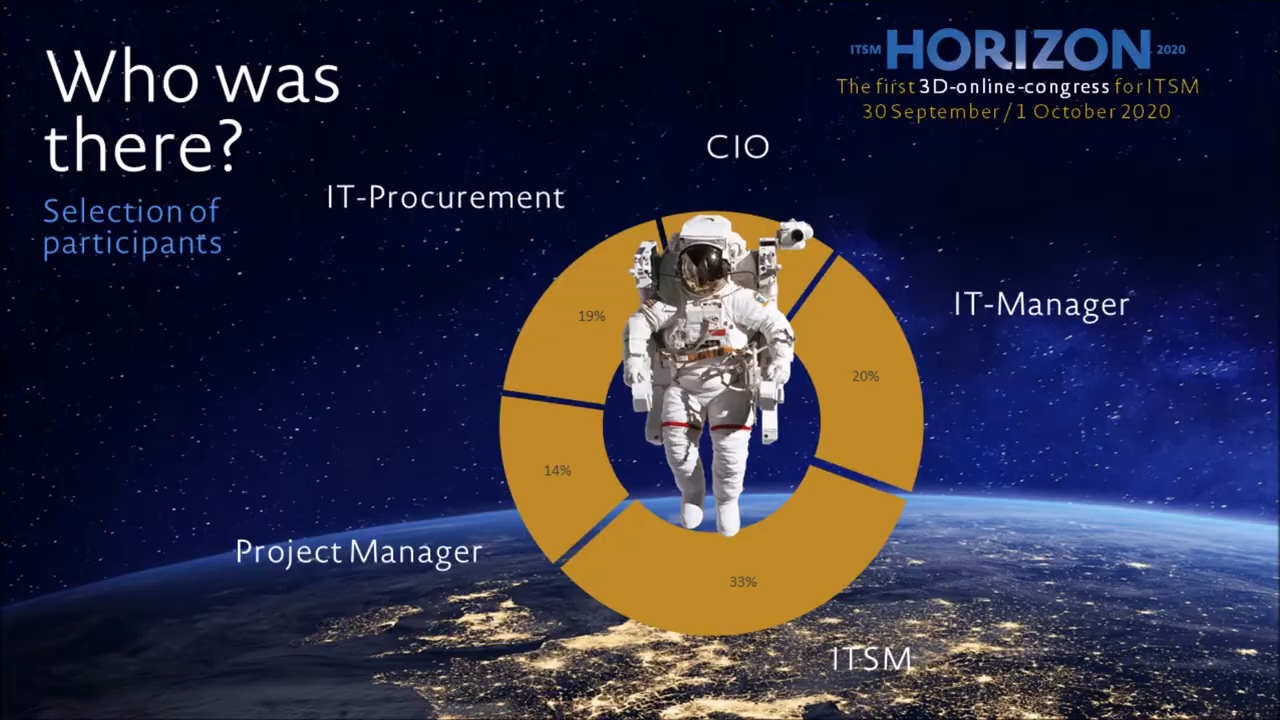 Who was
there?
Selection of
participants
ITSM HORIZON 2020
The first 3D-online-congress for ITSM
30 September / 1 October 2020
CIO
IT-Procurement
IT-Manager
19%
20%
14%
Project Manager
33%
ITSM